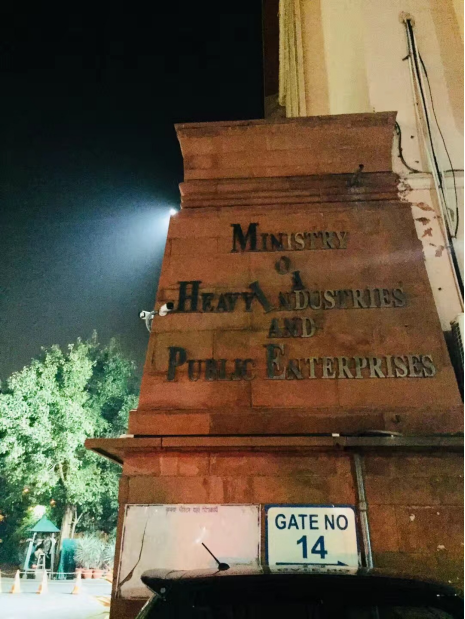 MINISTRY
OF
HEAVY INDUSTRIES
AND
PUBLIC ENTERPRISES
GATE NO
14